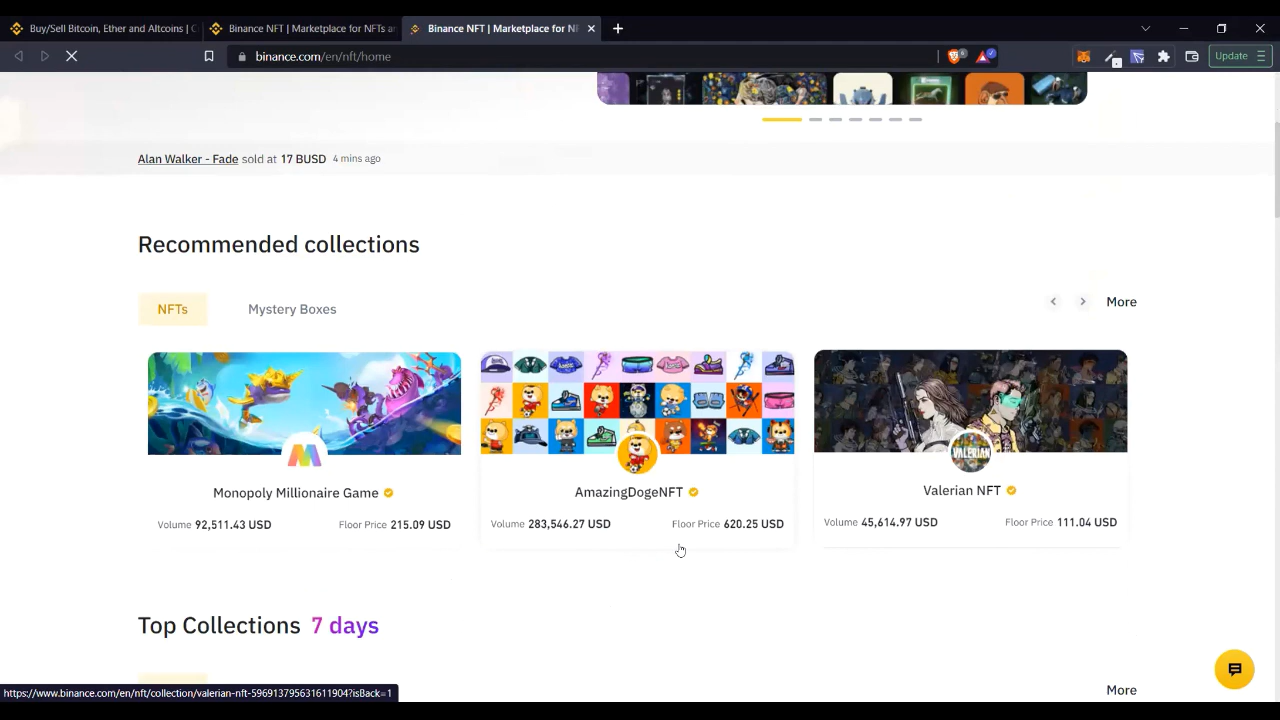 Buy/Sell Bitcoin, Ether and Altcoins | C
Binance NFT | Marketplace for NFTs an
Binance NFT | Marketplace for NF
binance.com/en/nft/home
6
Update
Alan Walker - Fade sold at 17 BUSD 4 mins ago
Recommended collections
NFTs
Mystery Boxes
More
VALERIAN
Monopoly Millionaire Game
AmazingDogeNFT
Valerian NFT
Volume 92,511.43 USD
Floor Price 215.09 USD
Volume 283,546.27 USD
Floor Price 620.25 USD
Volume 45,614.97 USD
Floor Price 111.04 USD
Top Collections 7 days
More
https://www.binance.com/en/nft/collection/valerian-nft-596913795631611904?isBack=1